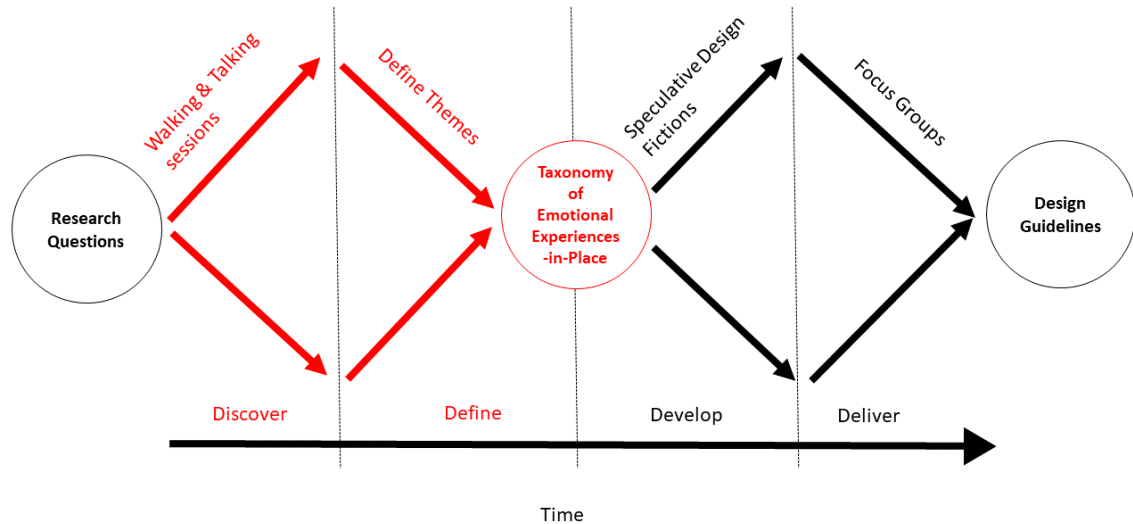 Walking & Talking
sessions
Define Themes
Speculative Design
Fictions
Focus Groups
Research
Questions
Taxonomy
of
Emotional
Experiences
-in-Place
Design
Guidelines
Discover
Define
Develop
Deliver
Time